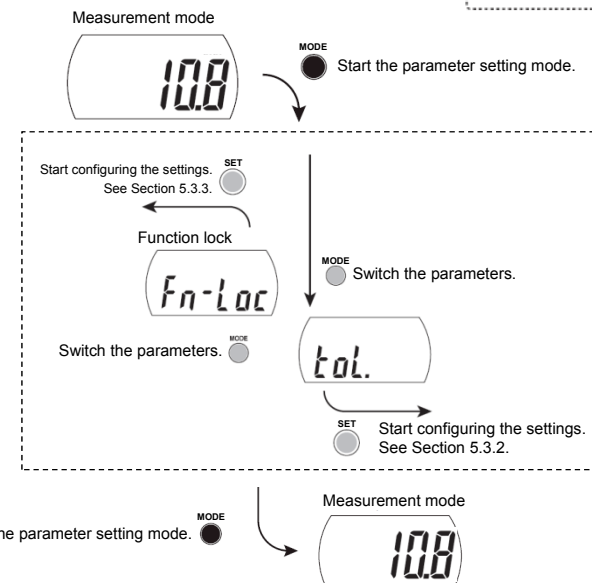 Measurement mode
10.8
MODE
Start the parameter setting mode.
Start configuring the settings.
See Section 5.3.3.
SET
Function lock
Fn-Loc
MODE
Switch the parameters.
Switch the parameters.
MODE
toL.
SET
Start configuring the settings.
See Section 5.3.2.
Measurement mode
he parameter setting mode.
MODE
10.8